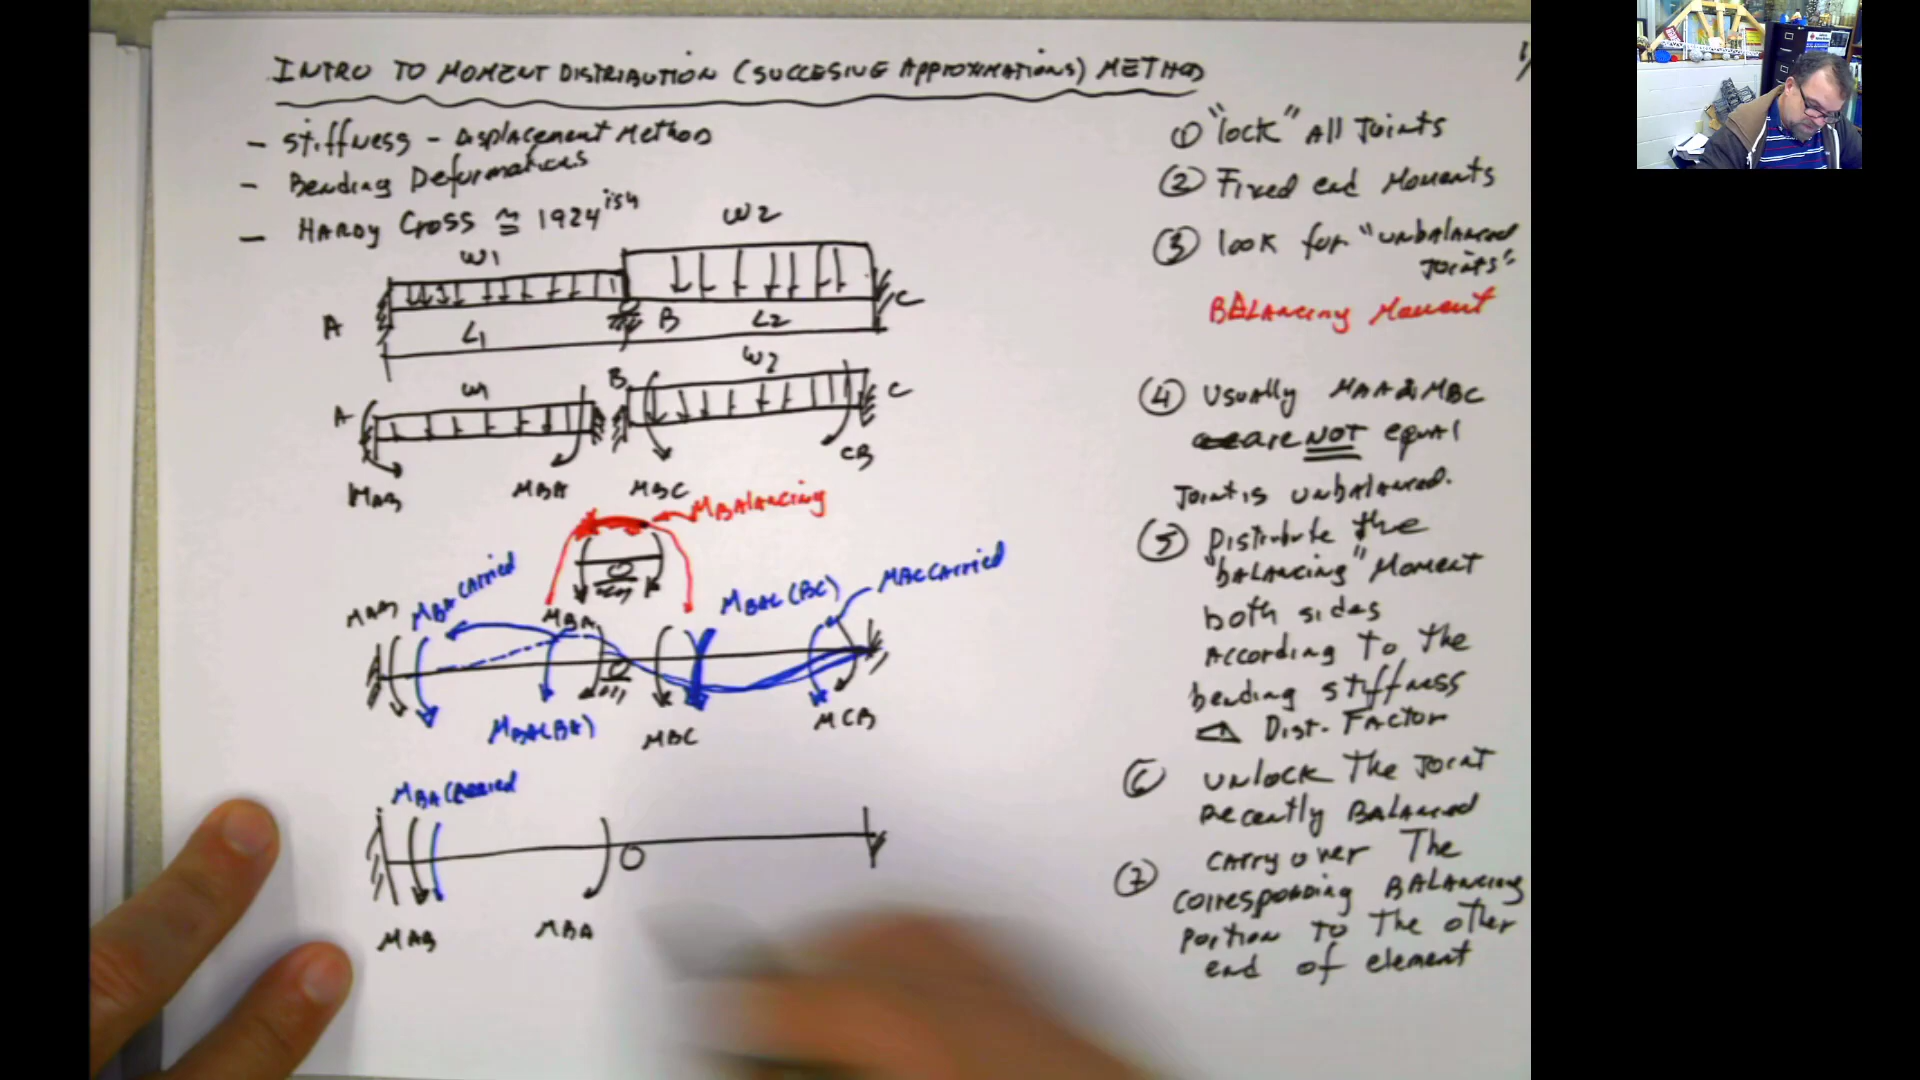 INTRO TO MOMENT DISTRIBUTION (SUCCESIVE APPROXIMATIONS) METHOD
1/
- Stiffness - Displacement Method
- Bending Deformations
- HARDY CROSS ≅ 1924 ish
W1
W2
A
L1
B
L2
C
W1
B
W2
A
C
MAB
MBA
MBC
CB
MBalancing
MAB
MBA Carried
MBA
MBAL(BC)
MBC Carried
MBAL(BA)
MBC
MCB
MBA Carried
MAB
MBA
① "lock" All Joints
② Fixed end Moments
③ look for "unbalanced
Joints"
BALancing Moment
④ Usually MBC
are NOT equal
Joint is unbalanced.
⑤ Distribute the
"balancing" Moment
both sides
According To The
bending stiffness
Dist. Factor
⑥ UNLOCK The Joint
Recently BALanced
⑦ CARRY over The
Corresponding BALANCING
Portion To The other
end of element